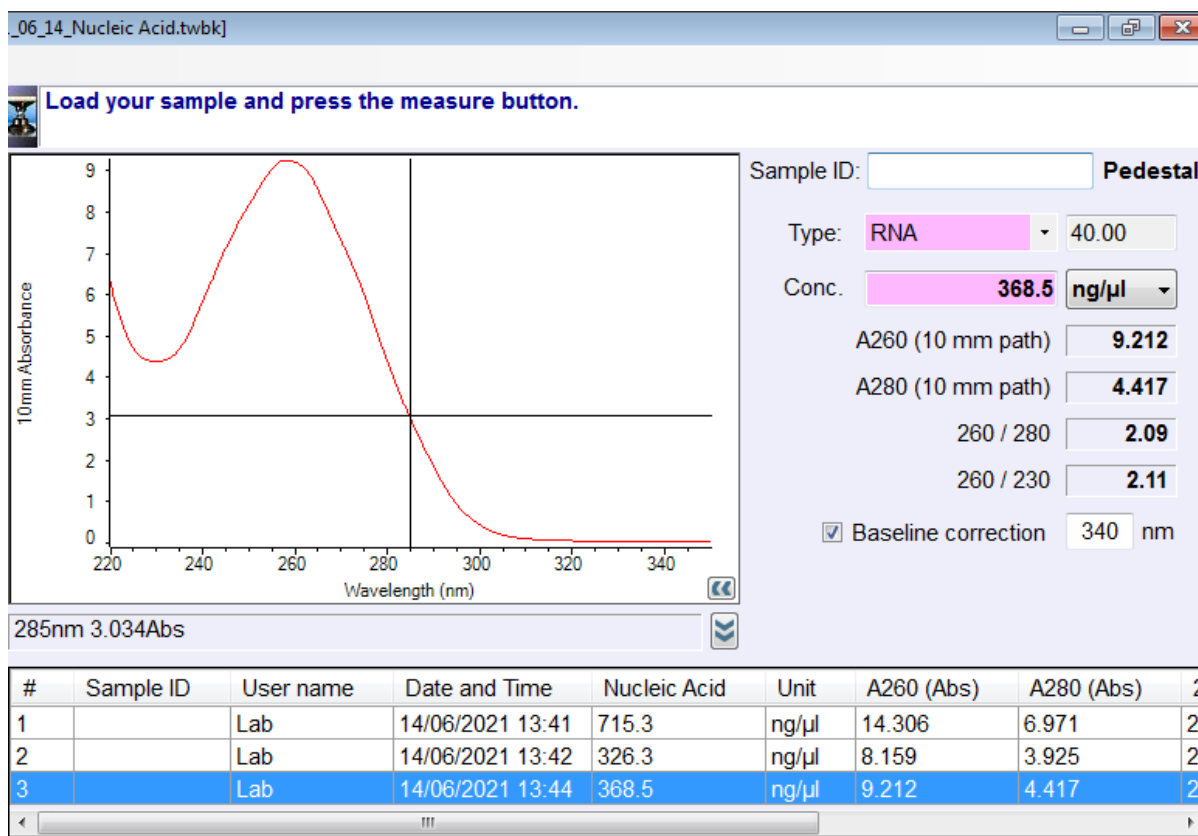 ._06_14_Nucleic Acid.twbk]
Load your sample and press the measure button.
9
8
7
6
5
4
3
2
1
0
10mm Absorbance
220 240 260 280 300 320 340
Wavelength (nm)
Sample ID: Pedestal
Type: RNA 40.00
Conc. 368.5 ng/µl
A260 (10 mm path) 9.212
A280 (10 mm path) 4.417
260 / 280 2.09
260 / 230 2.11
Baseline correction 340 nm
285nm 3.034Abs
# Sample ID User name Date and Time Nucleic Acid Unit A260 (Abs) A280 (Abs) 2
1 Lab 14/06/2021 13:41 715.3 ng/µl 14.306 6.971 2
2 Lab 14/06/2021 13:42 326.3 ng/µl 8.159 3.925 2
3 Lab 14/06/2021 13:44 368.5 ng/µl 9.212 4.417 2